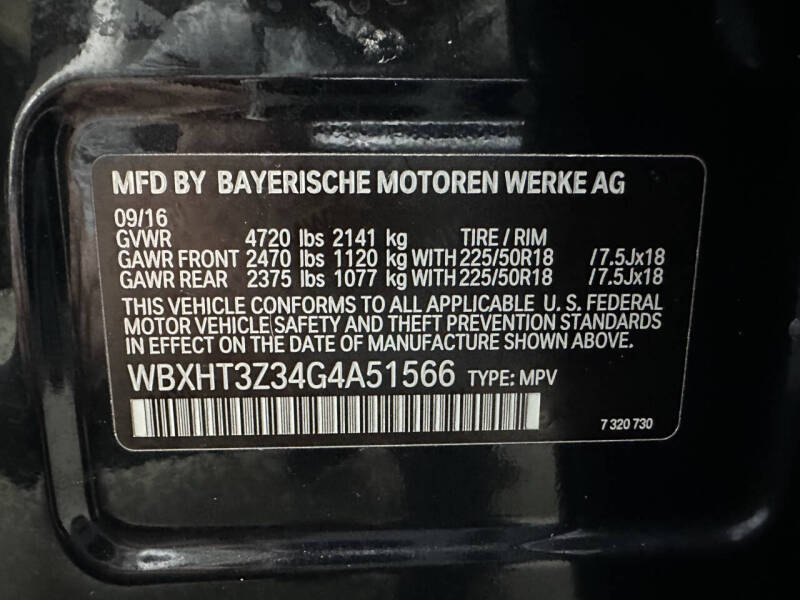 MFD BY BAYERISCHE MOTOREN WERKE AG
09/16
GVWR 4720 lbs 2141 kg TIRE / RIM
GAWR FRONT 2470 lbs 1120 kg WITH 225/50R18 /7.5Jx18
GAWR REAR 2375 lbs 1077 kg WITH 225/50R18 /7.5Jx18
THIS VEHICLE CONFORMS TO ALL APPLICABLE U. S. FEDERAL
MOTOR VEHICLE SAFETY AND THEFT PREVENTION STANDARDS
IN EFFECT ON THE DATE OF MANUFACTURE SHOWN ABOVE.
WBXHT3Z34G4A51566 TYPE: MPV
7 320 730